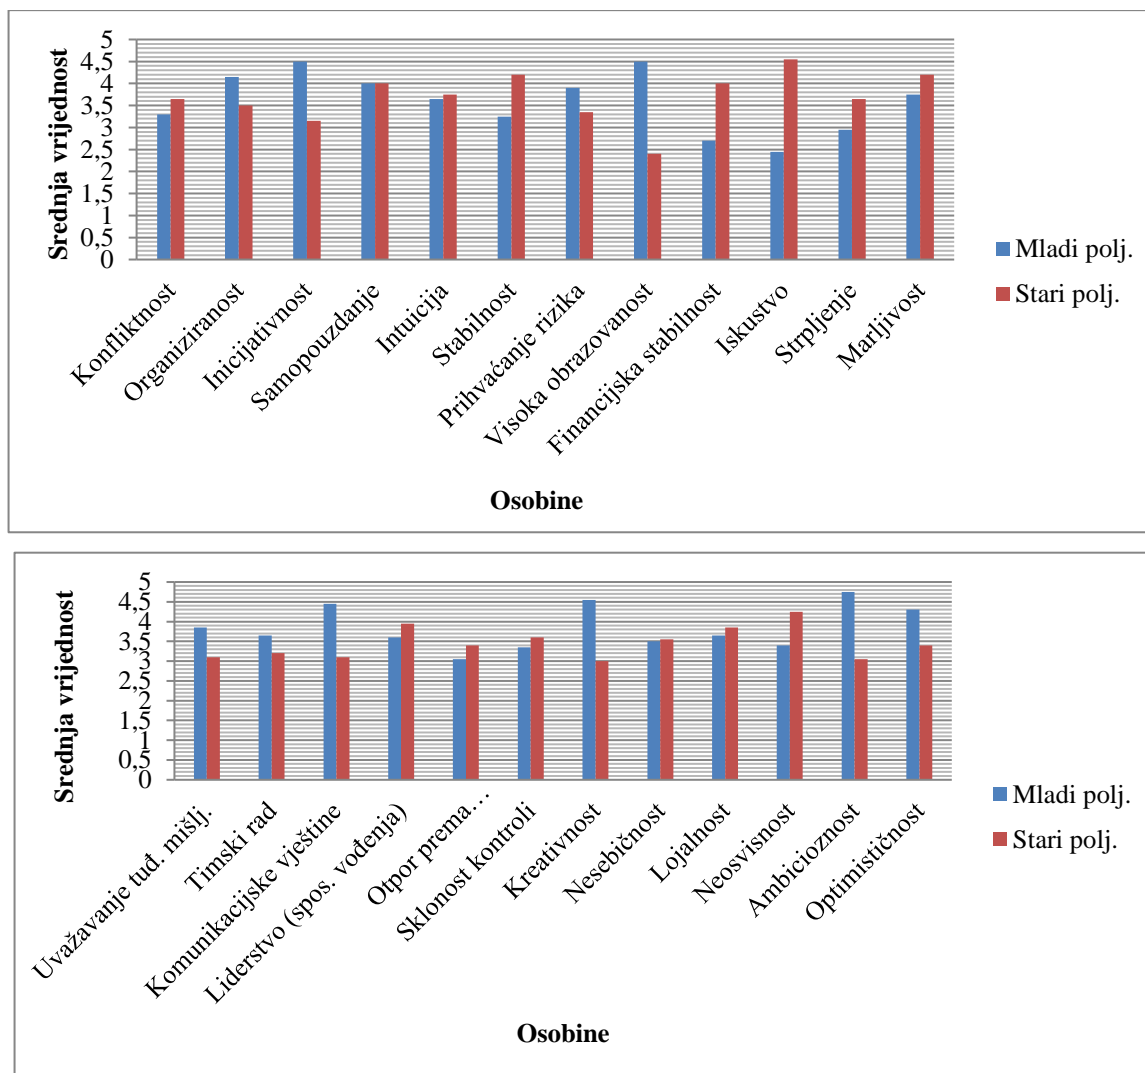 Srednja vrijednost
5
4,5
4
3,5
3
2,5
2
1,5
1
0,5
0
Konfliktnost
Organiziranost
Inicijativnost
Samopouzdanje
Intuicija
Stabilnost
Prihvaćanje rizika
Visoka obrazovanost
Financijska stabilnost
Iskustvo
Strpljenje
Marljivost
Mladi polj.
Stari polj.
Osobine
Srednja vrijednost
5
4,5
4
3,5
3
2,5
2
1,5
1
0,5
0
Uvažavanje tuđ. mišlj.
Timski rad
Komunikacijske vještine
Liderstvo (spos. vođenja)
Otpor prema…
Sklonost kontroli
Kreativnost
Nesebičnost
Lojalnost
Neosvisnost
Ambicioznost
Optimističnost
Mladi polj.
Stari polj.
Osobine